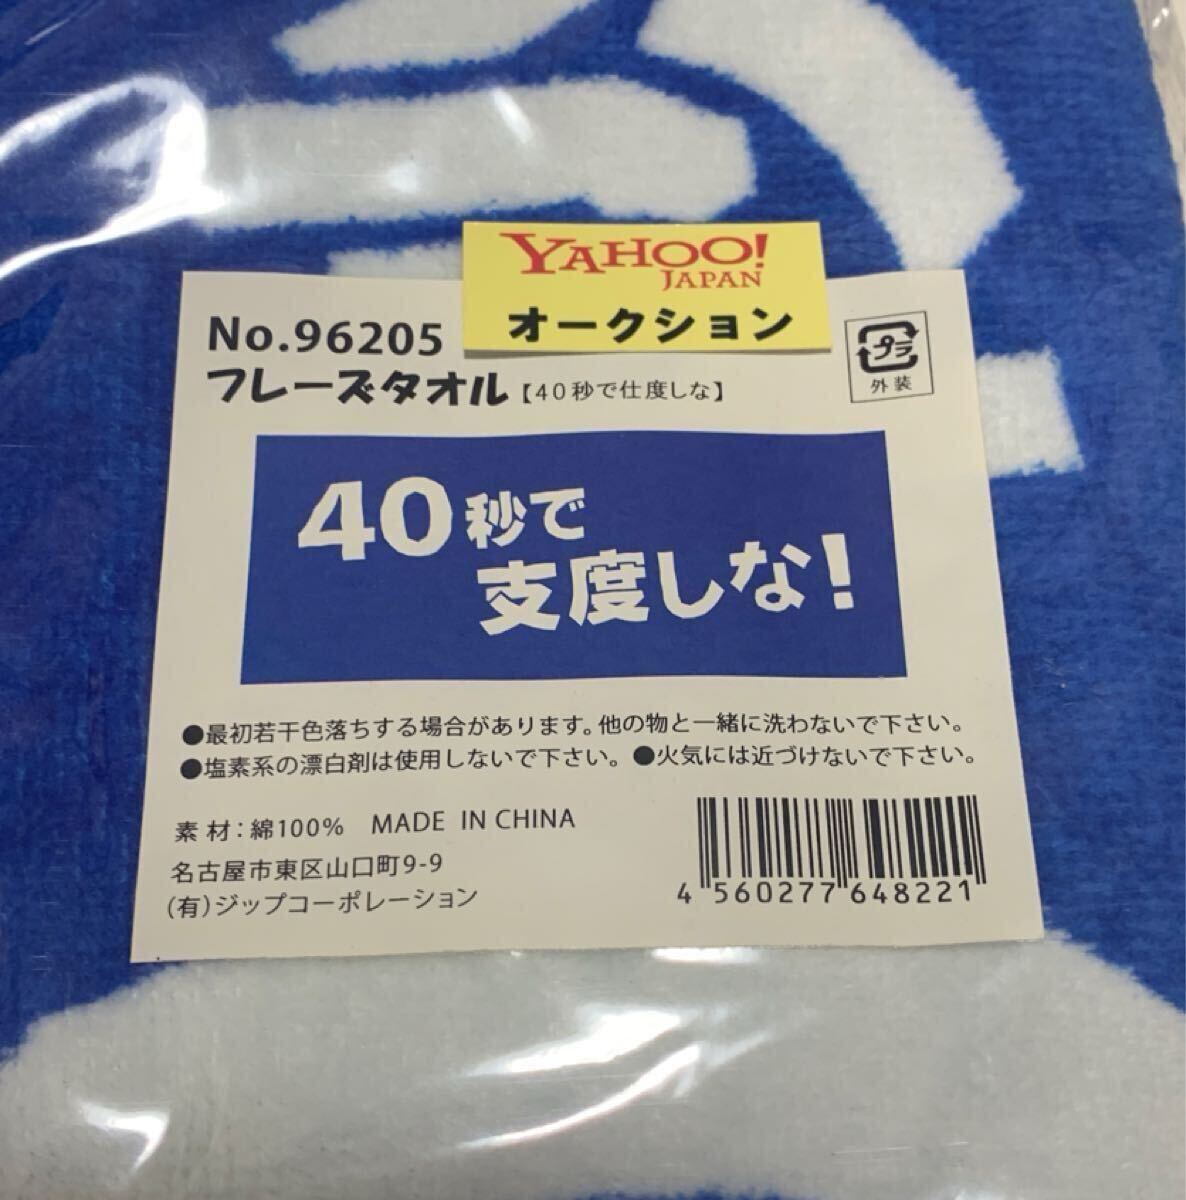 YAHOO!
JAPAN
オークション
No.96205
フレーズタオル【40秒で仕度しな】
プラ
外装
40秒で
支度しな!
●最初若干色落ちする場合があります。他の物と一緒に洗わないで下さい。
●塩素系の漂白剤は使用しないで下さい。●火気には近づけないで下さい。
素材:綿100% MADE IN CHINA
名古屋市東区山口町9-9
(有)ジップコーポレーション
4 560277 648221